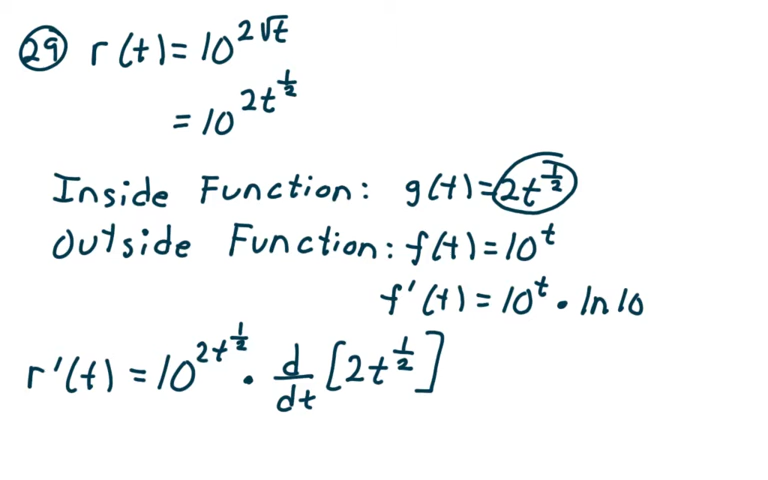 29 r(t) = 10^{2√t}
= 10^{2t^{1/2}}
Inside Function: g(t) = 2t^{1/2}
Outside Function: f(t) = 10^t
f'(t) = 10^t · ln 10
r'(t) = 10^{2t^{1/2}} · d/dt [2t^{1/2}]